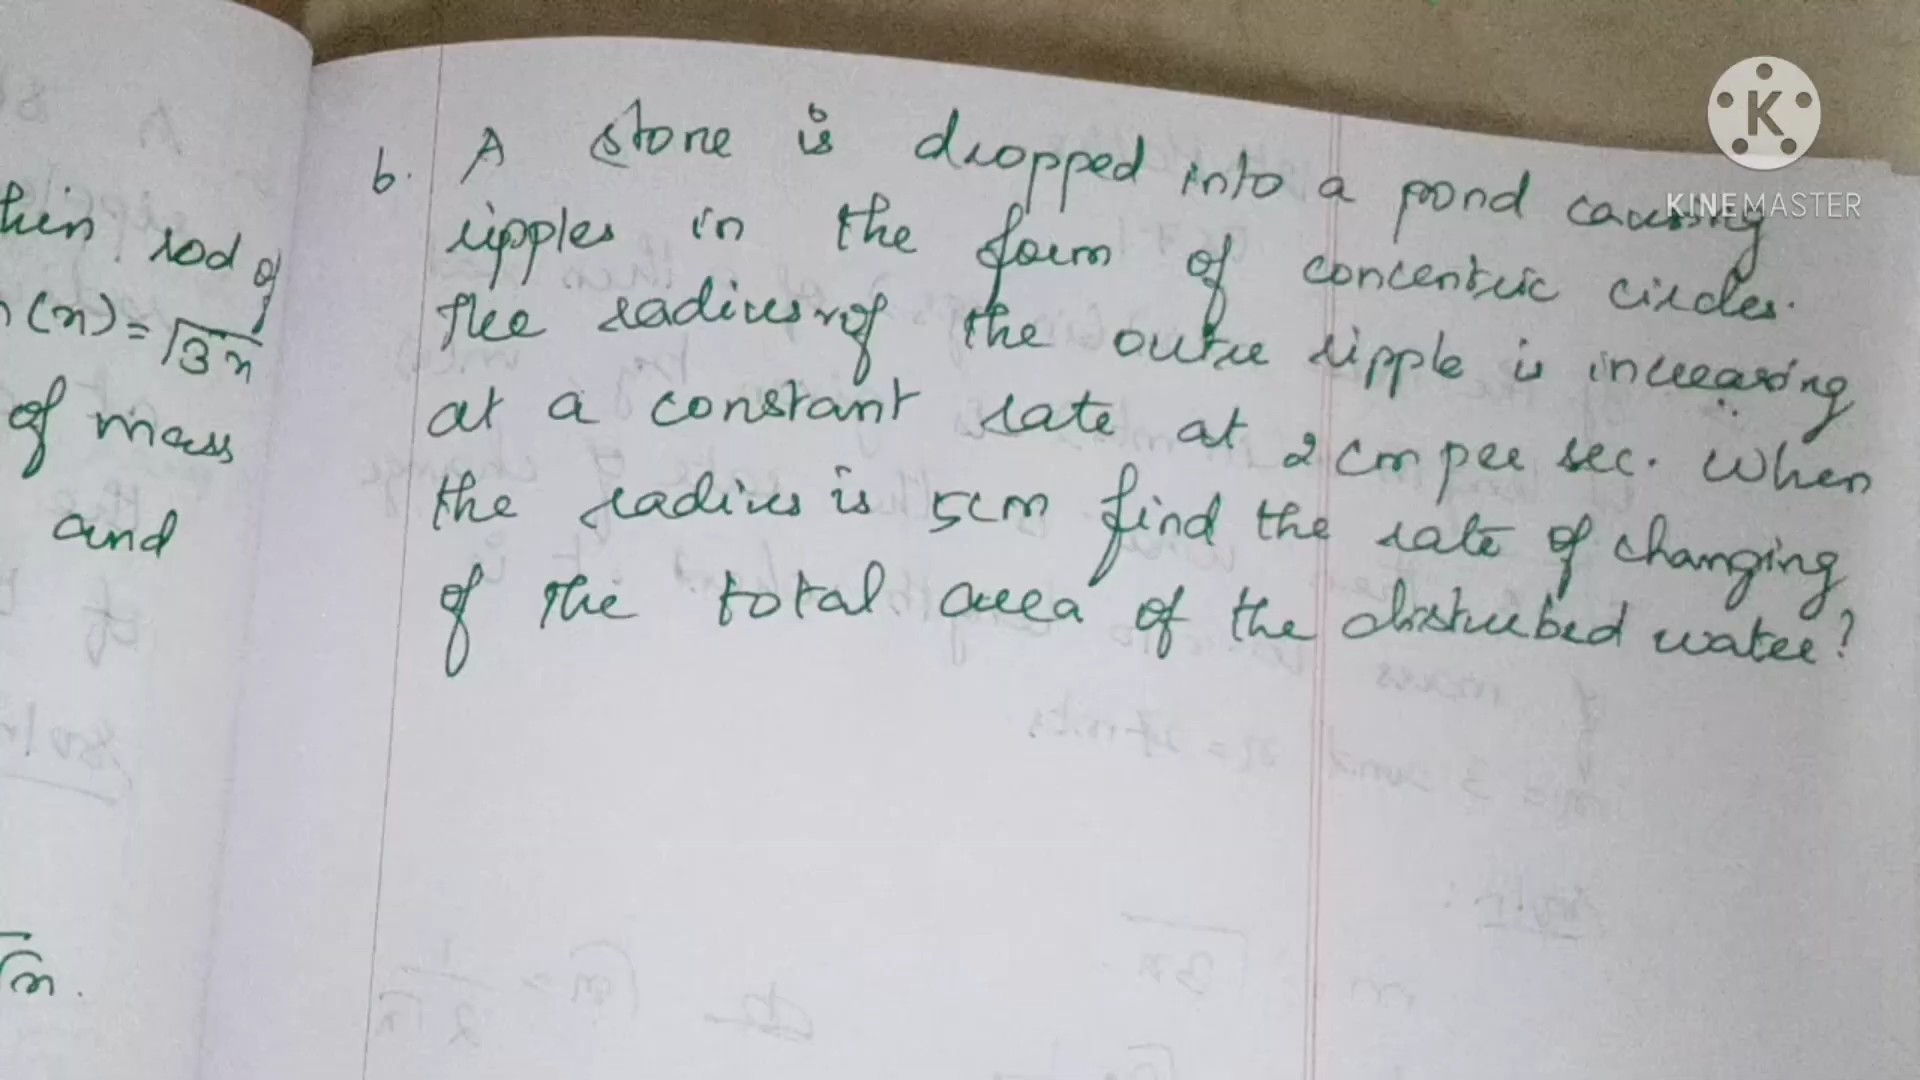 hin rod of
(x) = √3x
of mass
and
√x.
b. A stone is dropped into a pond causing
ripples in the form of concentric circles.
The radius r of the outer ripple is increasing
at a constant rate at 2 cm per sec. When
the radius is 5cm find the rate of changing
of the total area of the disturbed water?
K
KINEMASTER